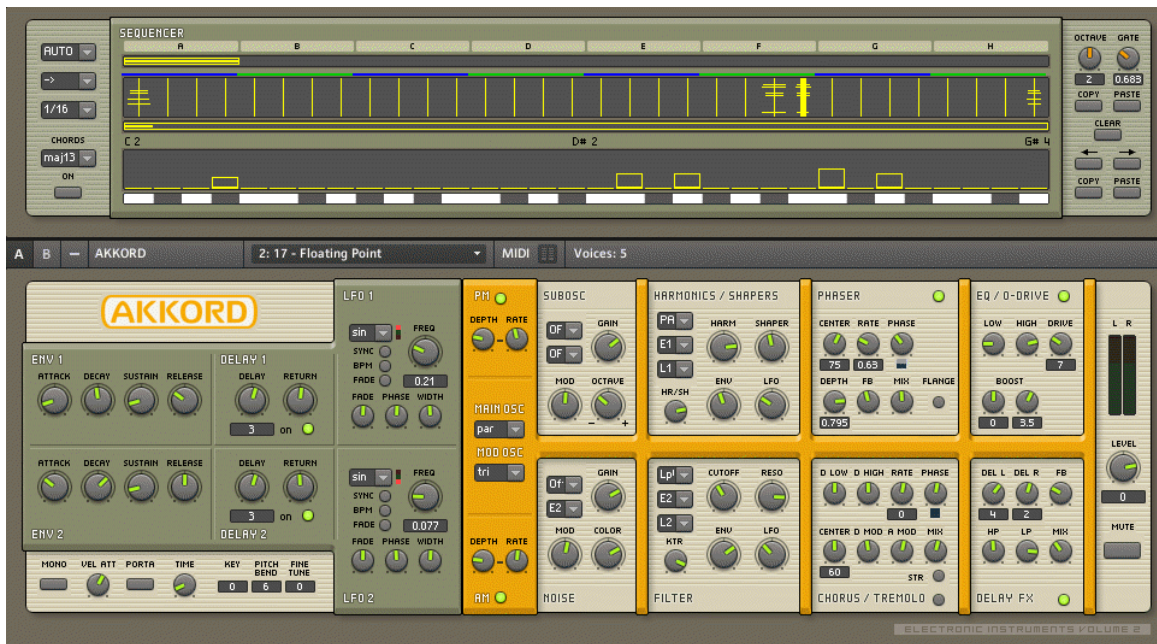 SEQUENCER
A B C D E F G H
AUTO
->
1/16
CHORDS
maj13
ON
C 2 D# 2 G# 4
OCTAVE GATE
2 0.683
COPY PASTE
CLEAR
← →
COPY PASTE
A B — AKKORD 2: 17 - Floating Point MIDI Voices: 5
AKKORD
ENV 1
ATTACK DECAY SUSTAIN RELEASE
DELAY 1
DELAY RETURN
3 on
ATTACK DECAY SUSTAIN RELEASE
ENV 2
DELAY RETURN
3 on
DELAY 2
MONO VEL ATT PORTA TIME KEY PITCH BEND FINE TUNE
0 6 0
LFO 1
sin FREQ
SYNC
BPM
FADE 0.21
FADE PHASE WIDTH
sin FREQ
SYNC
BPM
FADE 0.077
FADE PHASE WIDTH
LFO 2
PM
DEPTH RATE
MAIN OSC
par
MOD OSC
tri
DEPTH RATE
AM
SUBOSC
OF GAIN
OF
MOD OCTAVE
- +
GAIN
E2
MOD COLOR
NOISE
HARMONICS / SHAPERS
PA HARM SHAPER
E1
L1
HR/SH ENV LFO
CUTOFF RESO
E2
L2
KTR ENV LFO
FILTER
PHASER
CENTER RATE PHASE
75 0.63
DEPTH FB MIX FLANGE
0.795
D LOW D HIGH RATE PHASE
0
CENTER D MOD A MOD MIX
60 STR
CHORUS / TREMOLO
EQ / O-DRIVE
LOW HIGH DRIVE
7
BOOST
0 3.5
DEL L DEL R FB
4 2
HP LP MIX
DELAY FX
L R
LEVEL
0
MUTE
ELECTRONIC INSTRUMENTS VOLUME 2